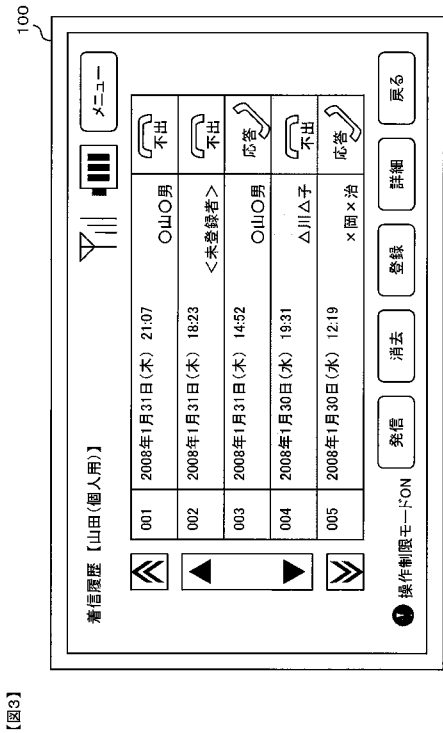 【図3】
100
着信履歴 【山田(個人用)】
メニュー
001 2008年1月31日(木) 21:07 ○山○男 不出
002 2008年1月31日(木) 18:23 <未登録者> 不出
003 2008年1月31日(木) 14:52 ○山○男 応答
004 2008年1月30日(水) 19:31 △川△子 不出
005 2008年1月30日(水) 12:19 ×岡×治 応答
操作制限モードON
発信 消去 登録 詳細 戻る